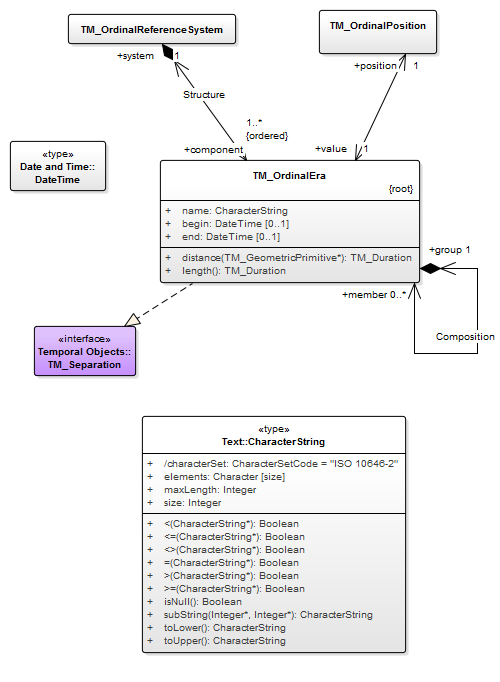 TM_OrdinalReferenceSystem
TM_OrdinalPosition
+system
1
+position
1
Structure
1..*
{ordered}
+component
+value
1
«type»
Date and Time::
DateTime
TM_OrdinalEra
{root}
+ name: CharacterString
+ begin: DateTime [0..1]
+ end: DateTime [0..1]
+ distance(TM_GeometricPrimitive*): TM_Duration
+ length(): TM_Duration
+group 1
+member 0..*
Composition
«interface»
Temporal Objects::
TM_Separation
«type»
Text::CharacterString
+ /characterSet: CharacterSetCode = "ISO 10646-2"
+ elements: Character [size]
+ maxLength: Integer
+ size: Integer
+ <(CharacterString*): Boolean
+ <=(CharacterString*): Boolean
+ <>(CharacterString*): Boolean
+ =(CharacterString*): Boolean
+ >(CharacterString*): Boolean
+ >=(CharacterString*): Boolean
+ isNull(): Boolean
+ subString(Integer*, Integer*): CharacterString
+ toLower(): CharacterString
+ toUpper(): CharacterString